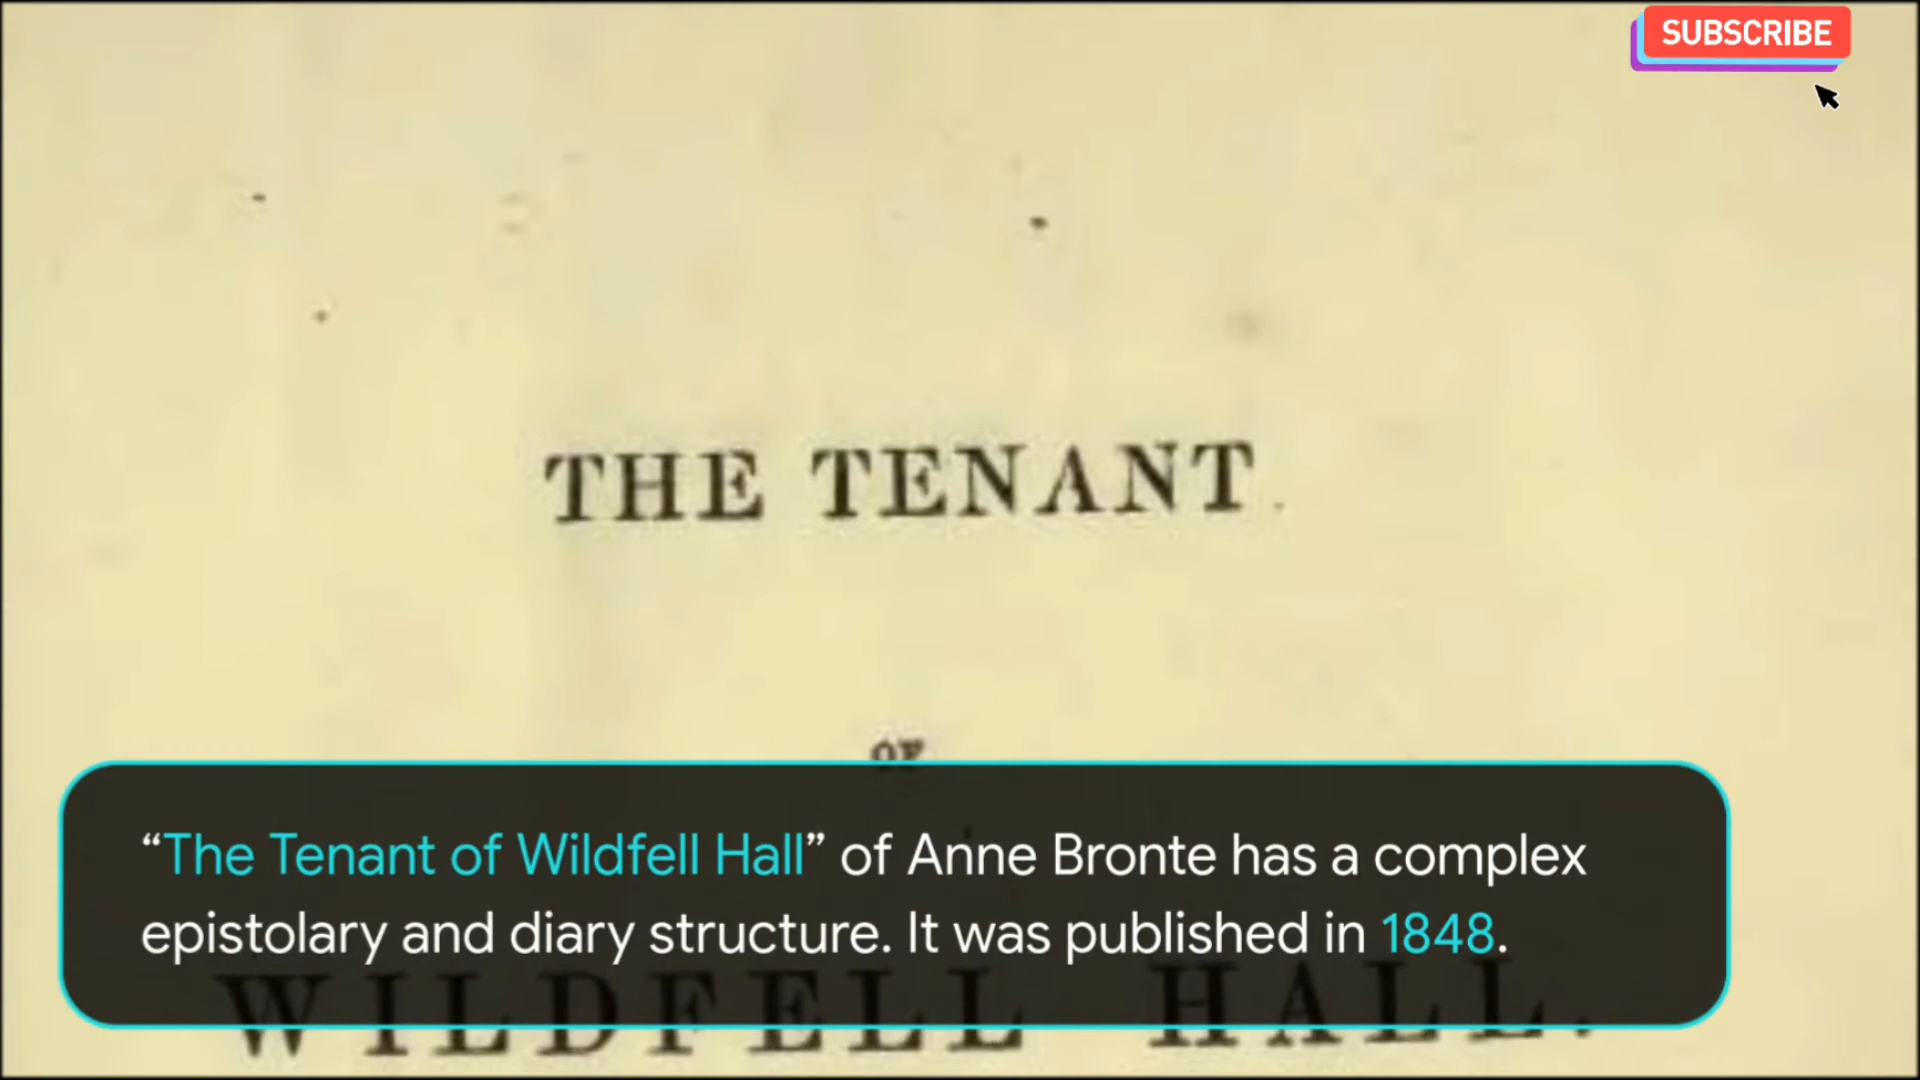 SUBSCRIBE
THE TENANT
OF
“The Tenant of Wildfell Hall” of Anne Bronte has a complex
epistolary and diary structure. It was published in 1848.
WILDFELL HALL.